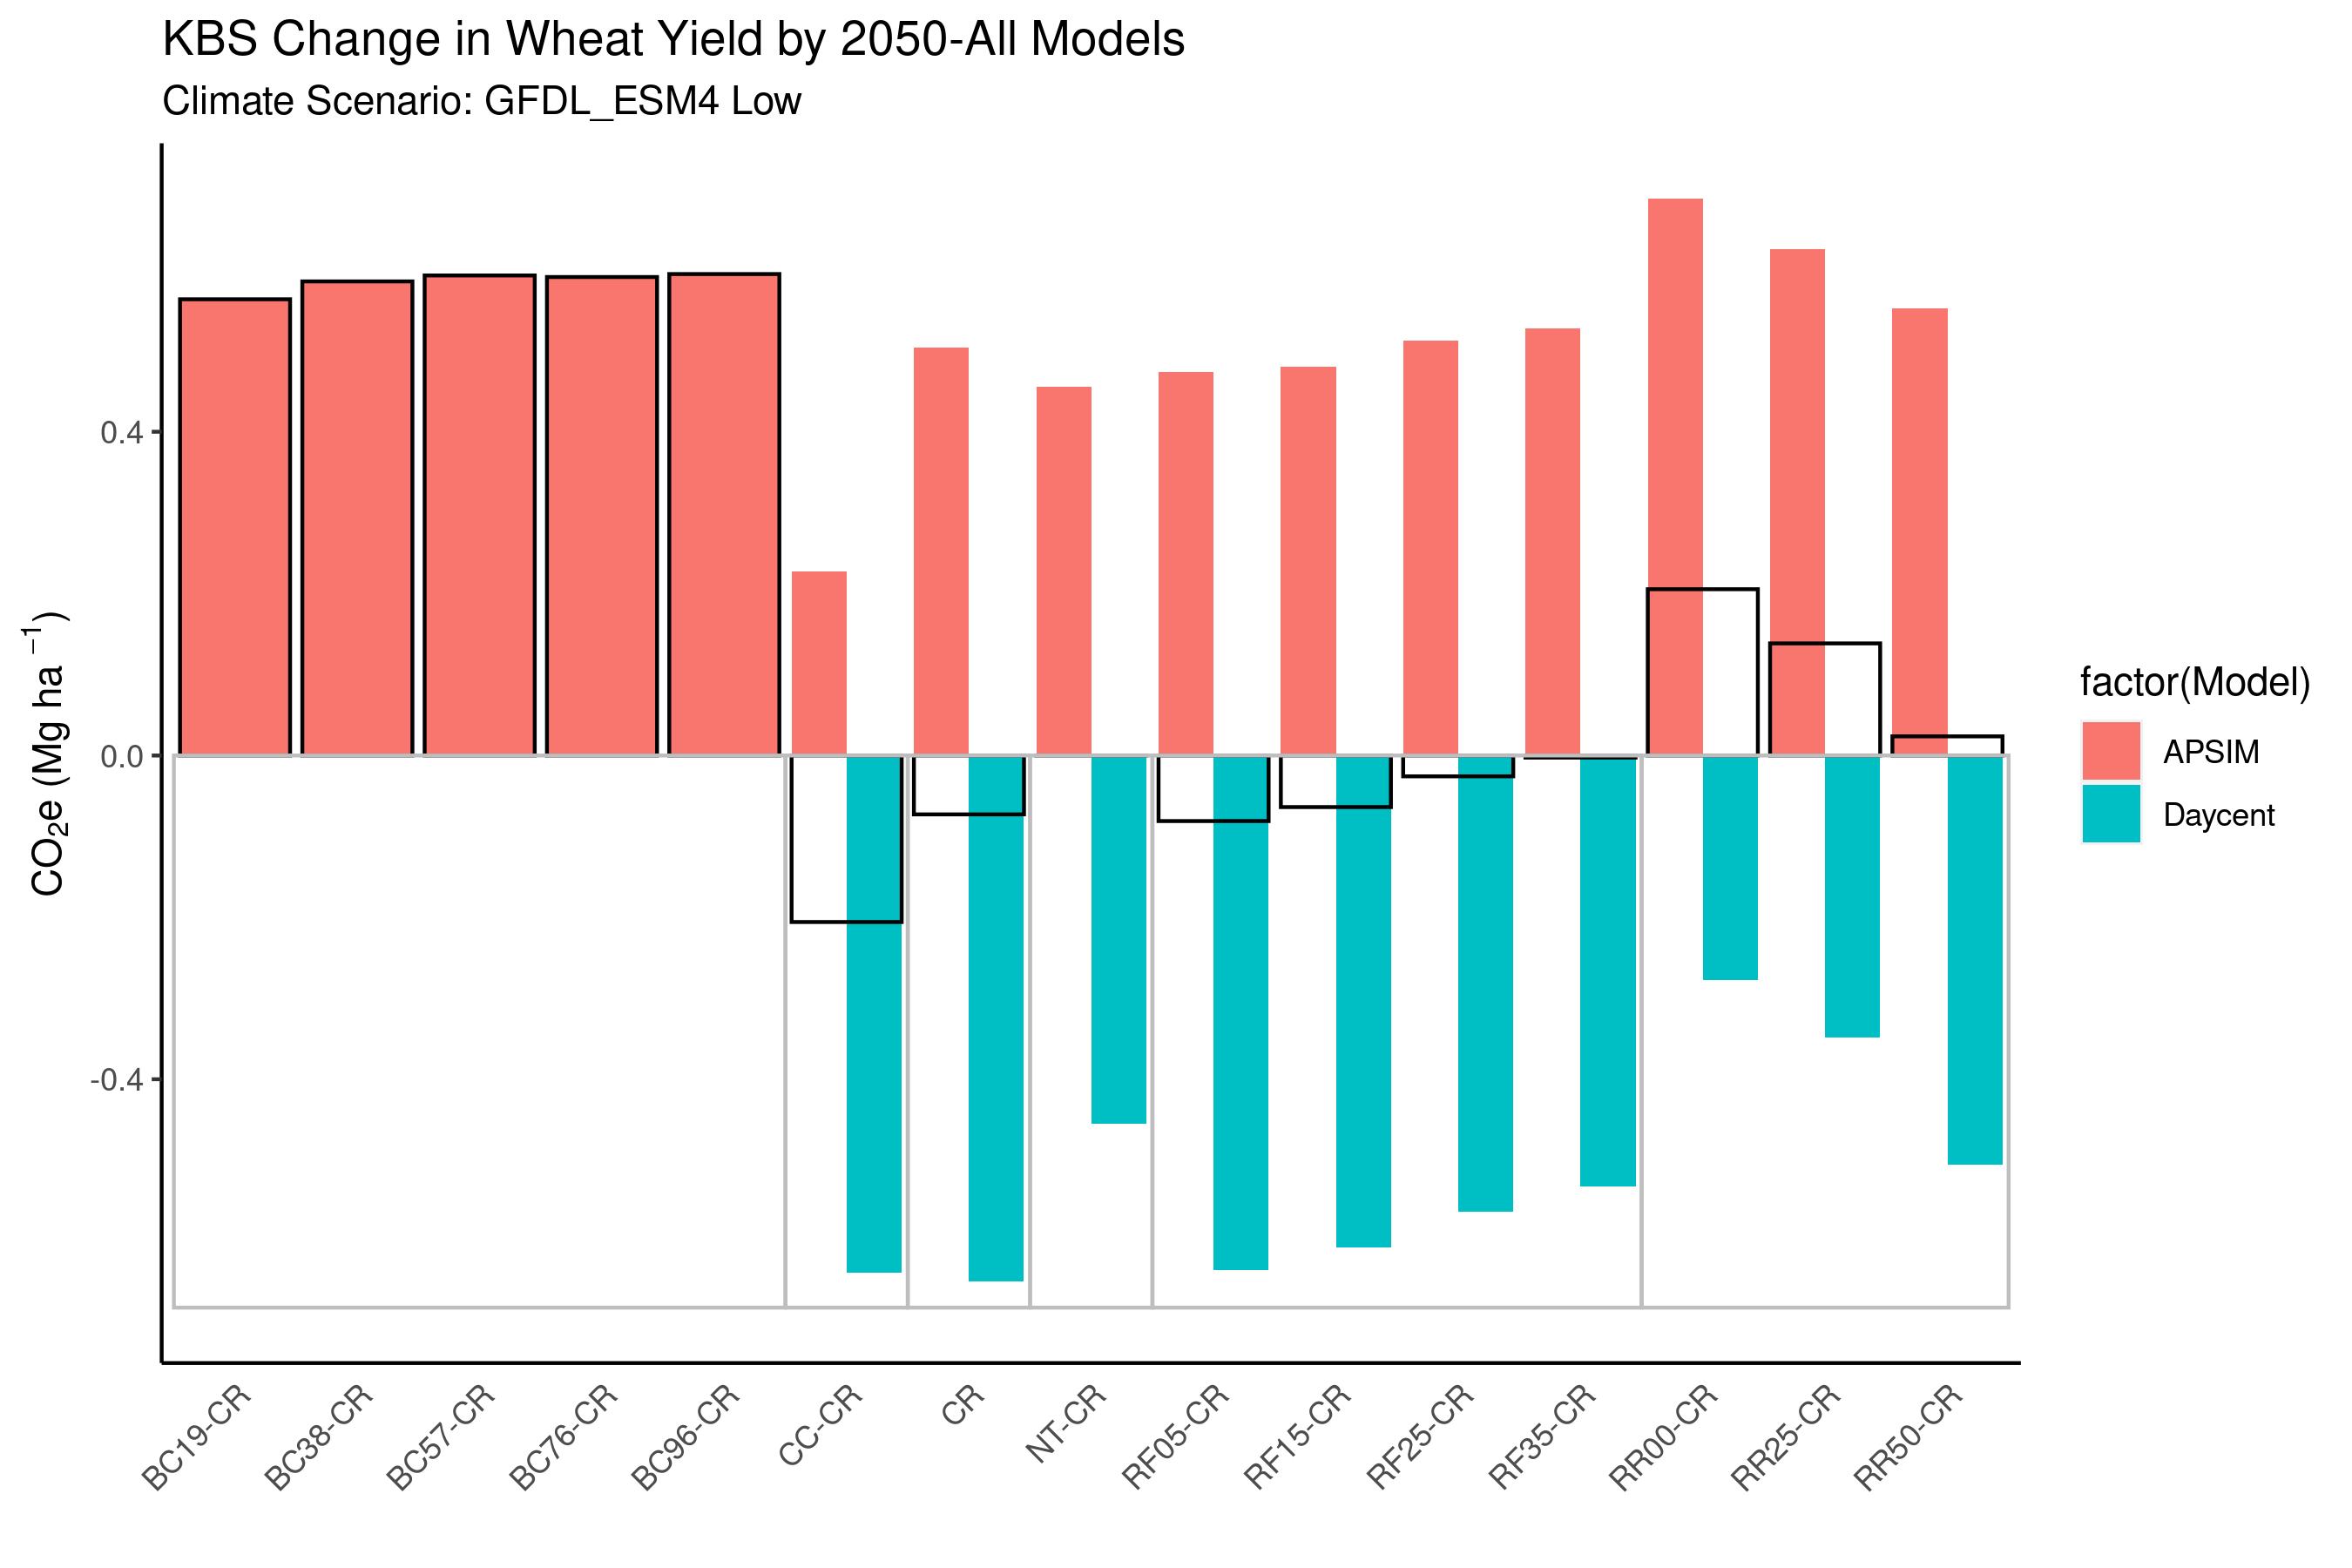 KBS Change in Wheat Yield by 2050-All Models
Climate Scenario: GFDL_ESM4 Low
CO₂e (Mg ha ⁻¹)
0.4
0.0
-0.4
BC19-CR
BC38-CR
BC57-CR
BC76-CR
BC96-CR
CC-CR
CR
NT-CR
RF05-CR
RF15-CR
RF25-CR
RF35-CR
RR00-CR
RR25-CR
RR50-CR
factor(Model)
APSIM
Daycent